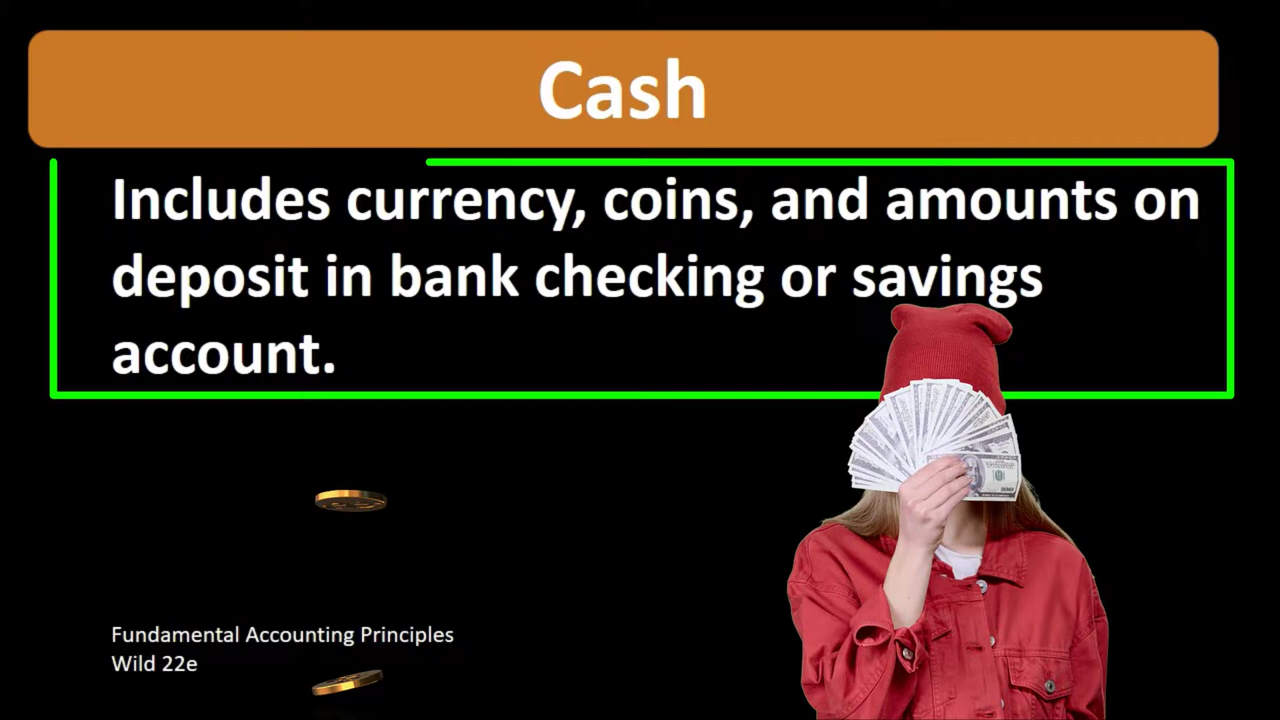 Cash
Includes currency, coins, and amounts on
deposit in bank checking or savings
account.
Fundamental Accounting Principles
Wild 22e